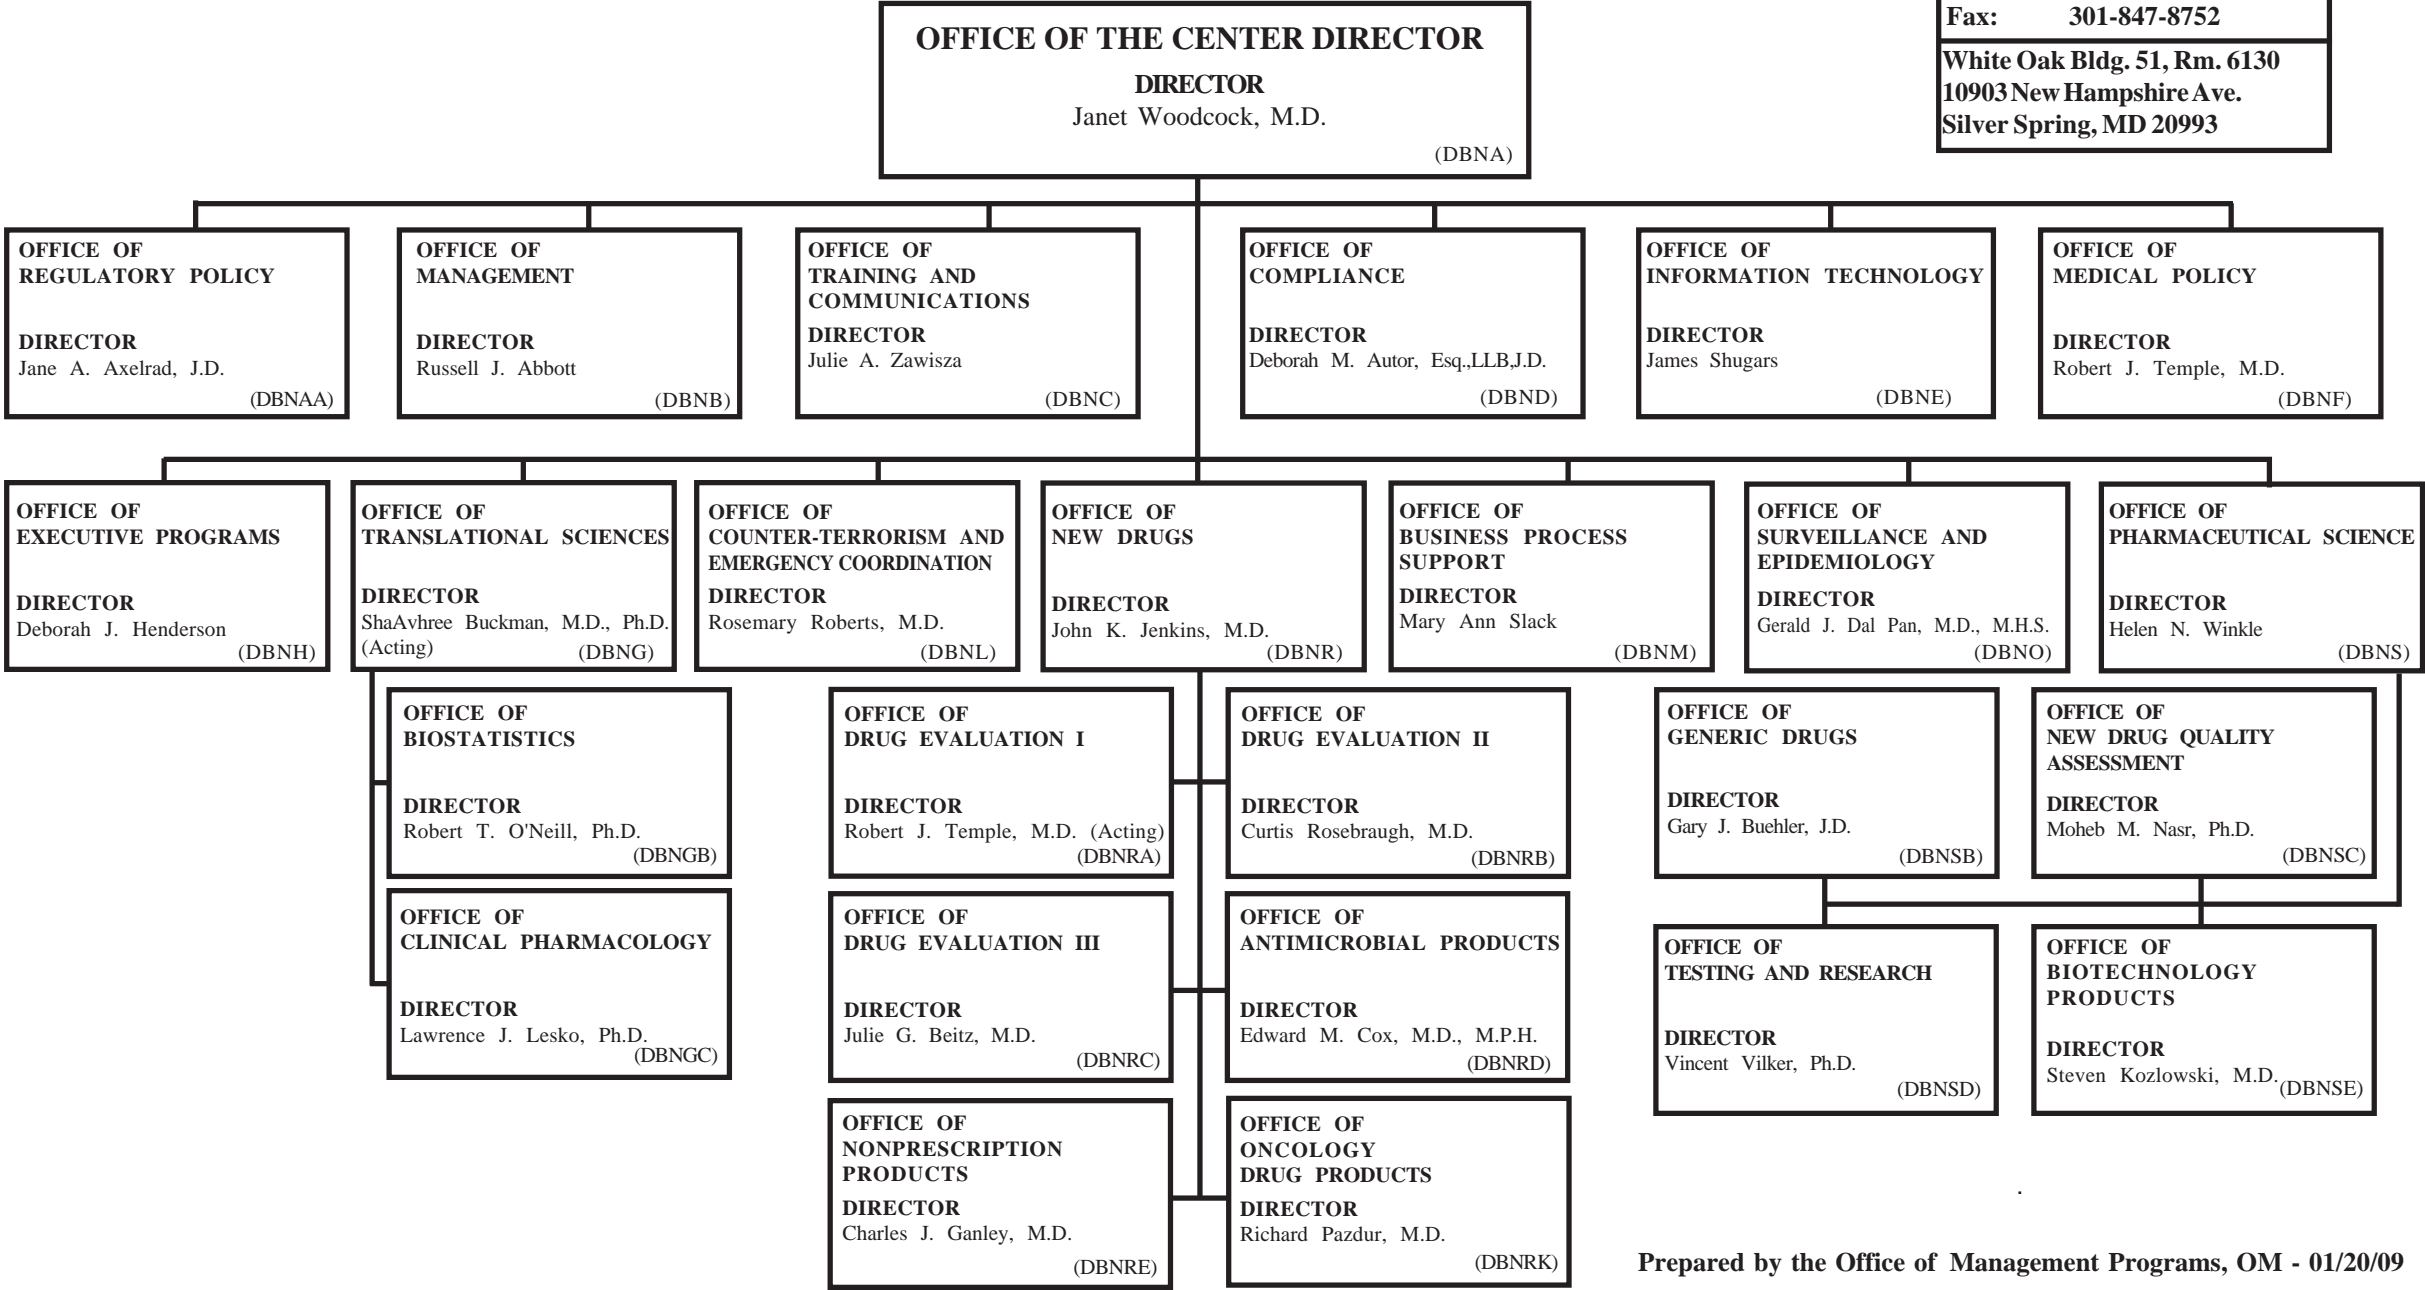 OFFICE OF THE CENTER DIRECTOR
DIRECTOR
Janet Woodcock, M.D.
(DBNA)
Fax: 301-847-8752
White Oak Bldg. 51, Rm. 6130
10903 New Hampshire Ave.
Silver Spring, MD 20993
OFFICE OF
REGULATORY POLICY
DIRECTOR
Jane A. Axelrad, J.D.
(DBNAA)
OFFICE OF
MANAGEMENT
DIRECTOR
Russell J. Abbott
(DBNB)
OFFICE OF
TRAINING AND
COMMUNICATIONS
DIRECTOR
Julie A. Zawisza
(DBNC)
OFFICE OF
COMPLIANCE
DIRECTOR
Deborah M. Autor, Esq.,LLB,J.D.
(DBND)
OFFICE OF
INFORMATION TECHNOLOGY
DIRECTOR
James Shugars
(DBNE)
OFFICE OF
MEDICAL POLICY
DIRECTOR
Robert J. Temple, M.D.
(DBNF)
OFFICE OF
EXECUTIVE PROGRAMS
DIRECTOR
Deborah J. Henderson
(DBNH)
OFFICE OF
TRANSLATIONAL SCIENCES
DIRECTOR
ShaAvhree Buckman, M.D., Ph.D.
(Acting) (DBNG)
OFFICE OF
COUNTER-TERRORISM AND
EMERGENCY COORDINATION
DIRECTOR
Rosemary Roberts, M.D.
(DBNL)
OFFICE OF
NEW DRUGS
DIRECTOR
John K. Jenkins, M.D.
(DBNR)
OFFICE OF
BUSINESS PROCESS
SUPPORT
DIRECTOR
Mary Ann Slack
(DBNM)
OFFICE OF
SURVEILLANCE AND
EPIDEMIOLOGY
DIRECTOR
Gerald J. Dal Pan, M.D., M.H.S.
(DBNO)
OFFICE OF
PHARMACEUTICAL SCIENCE
DIRECTOR
Helen N. Winkle
(DBNS)
OFFICE OF
BIOSTATISTICS
DIRECTOR
Robert T. O'Neill, Ph.D.
(DBNGB)
OFFICE OF
DRUG EVALUATION I
DIRECTOR
Robert J. Temple, M.D. (Acting)
(DBNRA)
OFFICE OF
DRUG EVALUATION II
DIRECTOR
Curtis Rosebraugh, M.D.
(DBNRB)
OFFICE OF
GENERIC DRUGS
DIRECTOR
Gary J. Buehler, J.D.
(DBNSB)
OFFICE OF
NEW DRUG QUALITY
ASSESSMENT
DIRECTOR
Moheb M. Nasr, Ph.D.
(DBNSC)
OFFICE OF
CLINICAL PHARMACOLOGY
DIRECTOR
Lawrence J. Lesko, Ph.D.
(DBNGC)
OFFICE OF
DRUG EVALUATION III
DIRECTOR
Julie G. Beitz, M.D.
(DBNRC)
OFFICE OF
ANTIMICROBIAL PRODUCTS
DIRECTOR
Edward M. Cox, M.D., M.P.H.
(DBNRD)
OFFICE OF
TESTING AND RESEARCH
DIRECTOR
Vincent Vilker, Ph.D.
(DBNSD)
OFFICE OF
BIOTECHNOLOGY
PRODUCTS
DIRECTOR
Steven Kozlowski, M.D.
(DBNSE)
OFFICE OF
NONPRESCRIPTION
PRODUCTS
DIRECTOR
Charles J. Ganley, M.D.
(DBNRE)
OFFICE OF
ONCOLOGY
DRUG PRODUCTS
DIRECTOR
Richard Pazdur, M.D.
(DBNRK)
Prepared by the Office of Management Programs, OM - 01/20/09